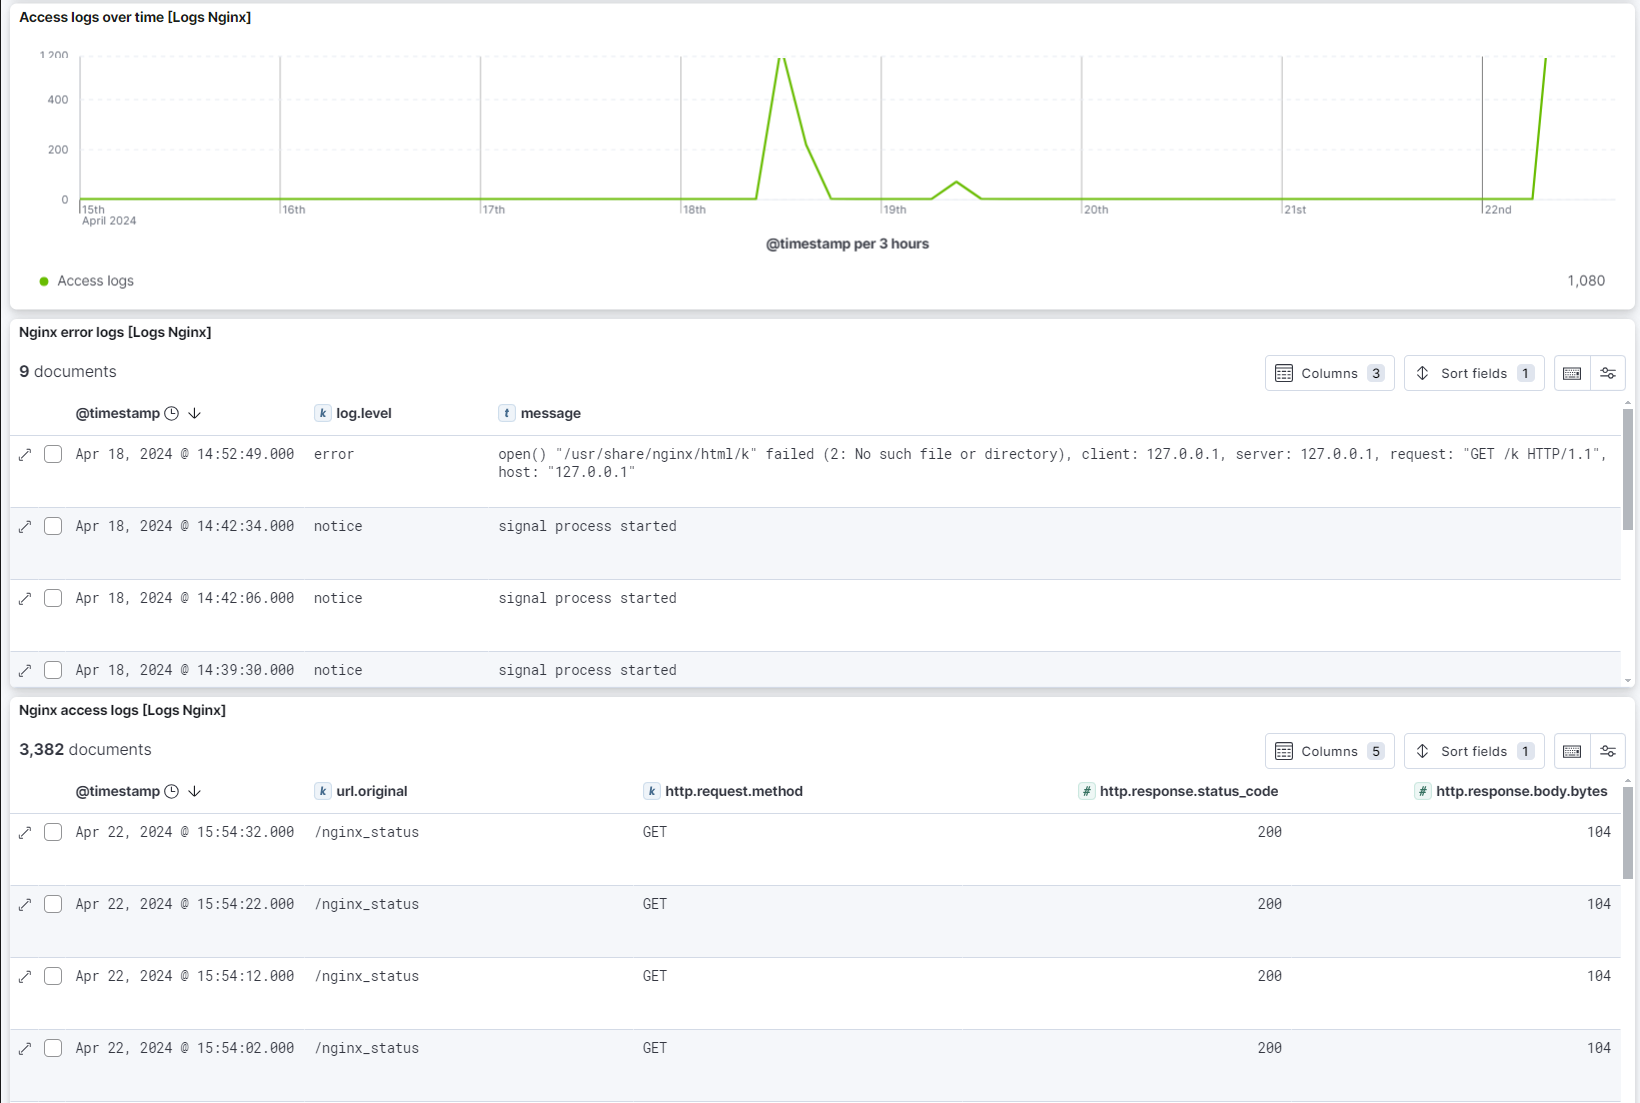 Access logs over time [Logs Nginx]
1,200
400
200
0
15th 16th 17th 18th 19th 20th 21st 22nd
April 2024
@timestamp per 3 hours
Access logs 1,080
Nginx error logs [Logs Nginx]
9 documents Columns 3 Sort fields 1
@timestamp k log.level t message
Apr 18, 2024 @ 14:52:49.000 error open() "/usr/share/nginx/html/k" failed (2: No such file or directory), client: 127.0.0.1, server: 127.0.0.1, request: "GET /k HTTP/1.1",
host: "127.0.0.1"
Apr 18, 2024 @ 14:42:34.000 notice signal process started
Apr 18, 2024 @ 14:42:06.000 notice signal process started
Apr 18, 2024 @ 14:39:30.000 notice signal process started
Nginx access logs [Logs Nginx]
3,382 documents Columns 5 Sort fields 1
@timestamp k url.original k http.request.method # http.response.status_code # http.response.body.bytes
Apr 22, 2024 @ 15:54:32.000 /nginx_status GET 200 104
Apr 22, 2024 @ 15:54:22.000 /nginx_status GET 200 104
Apr 22, 2024 @ 15:54:12.000 /nginx_status GET 200 104
Apr 22, 2024 @ 15:54:02.000 /nginx_status GET 200 104